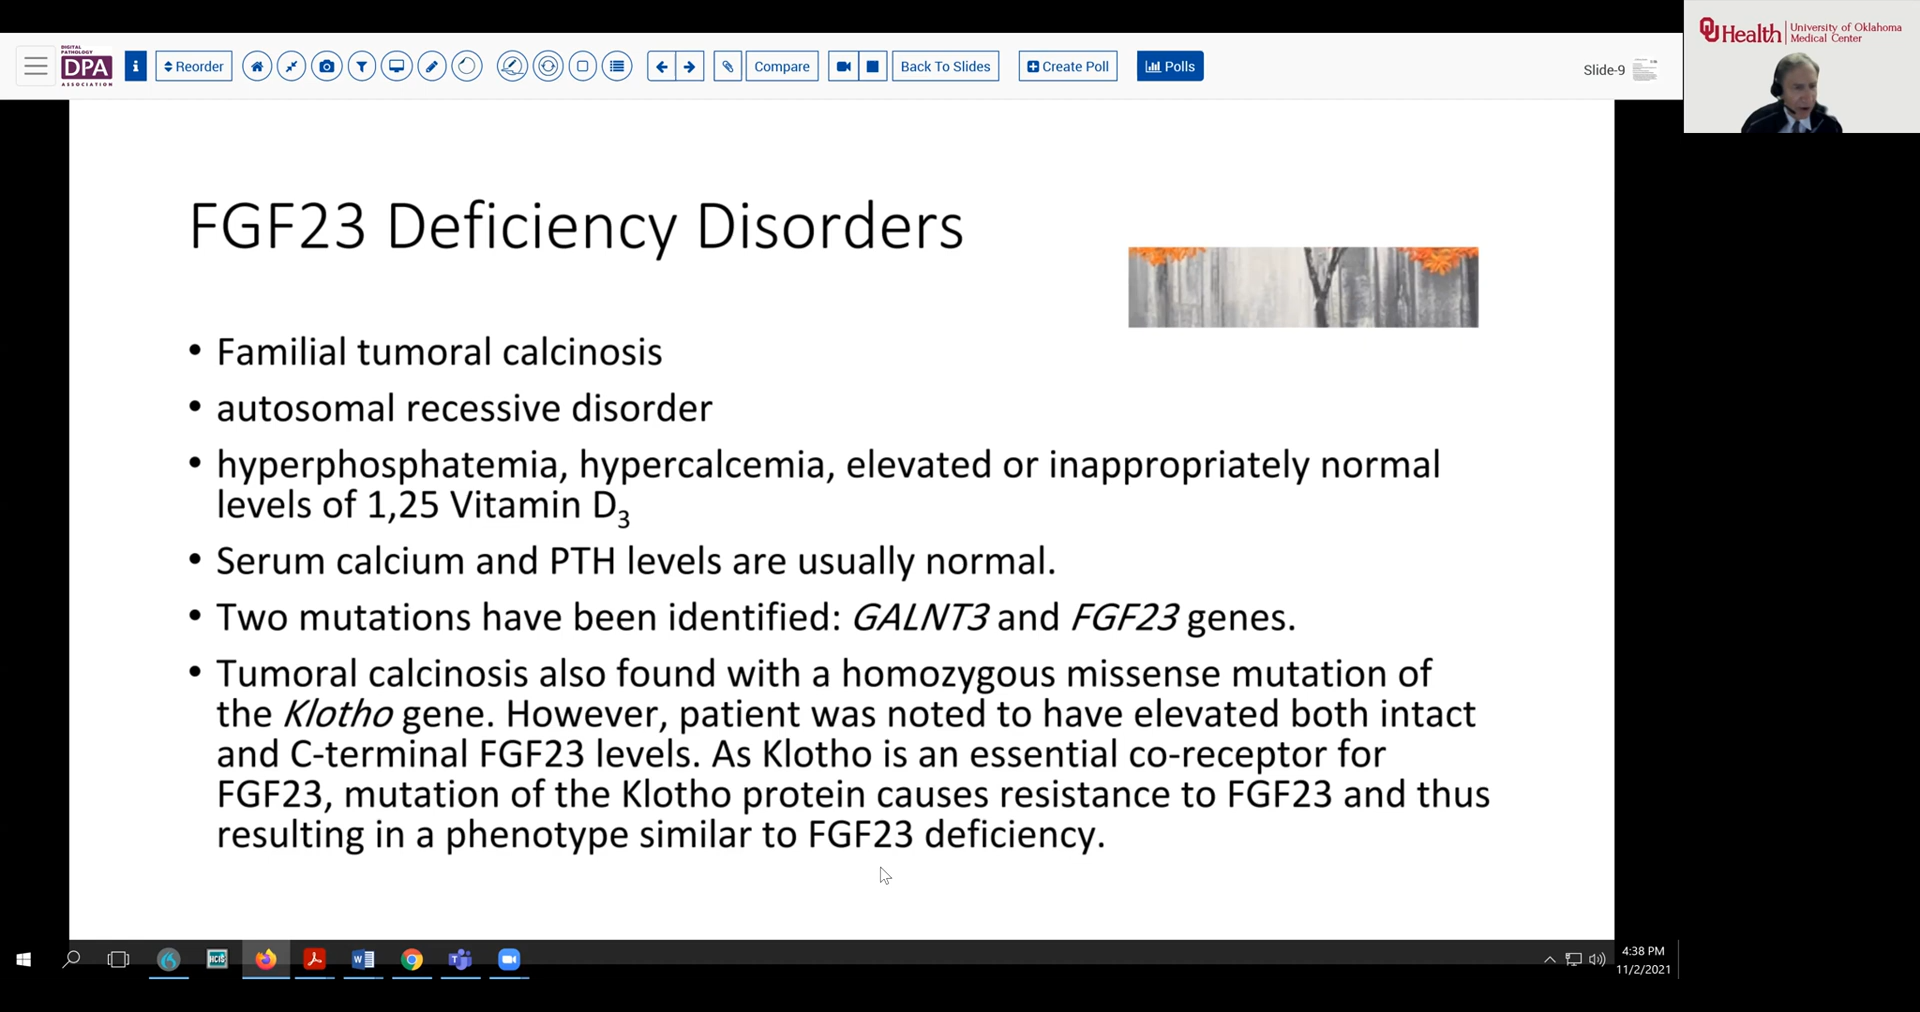 OU Health | University of Oklahoma
Medical Center
DIGITAL
PATHOLOGY
DPA
ASSOCIATION
i
Reorder
Compare
Back To Slides
Create Poll
Polls
Slide-9
FGF23 Deficiency Disorders
• Familial tumoral calcinosis
• autosomal recessive disorder
• hyperphosphatemia, hypercalcemia, elevated or inappropriately normal
levels of 1,25 Vitamin D₃
• Serum calcium and PTH levels are usually normal.
• Two mutations have been identified: GALNT3 and FGF23 genes.
• Tumoral calcinosis also found with a homozygous missense mutation of
the Klotho gene. However, patient was noted to have elevated both intact
and C-terminal FGF23 levels. As Klotho is an essential co-receptor for
FGF23, mutation of the Klotho protein causes resistance to FGF23 and thus
resulting in a phenotype similar to FGF23 deficiency.
HCIS
W
T
4:38 PM
11/2/2021